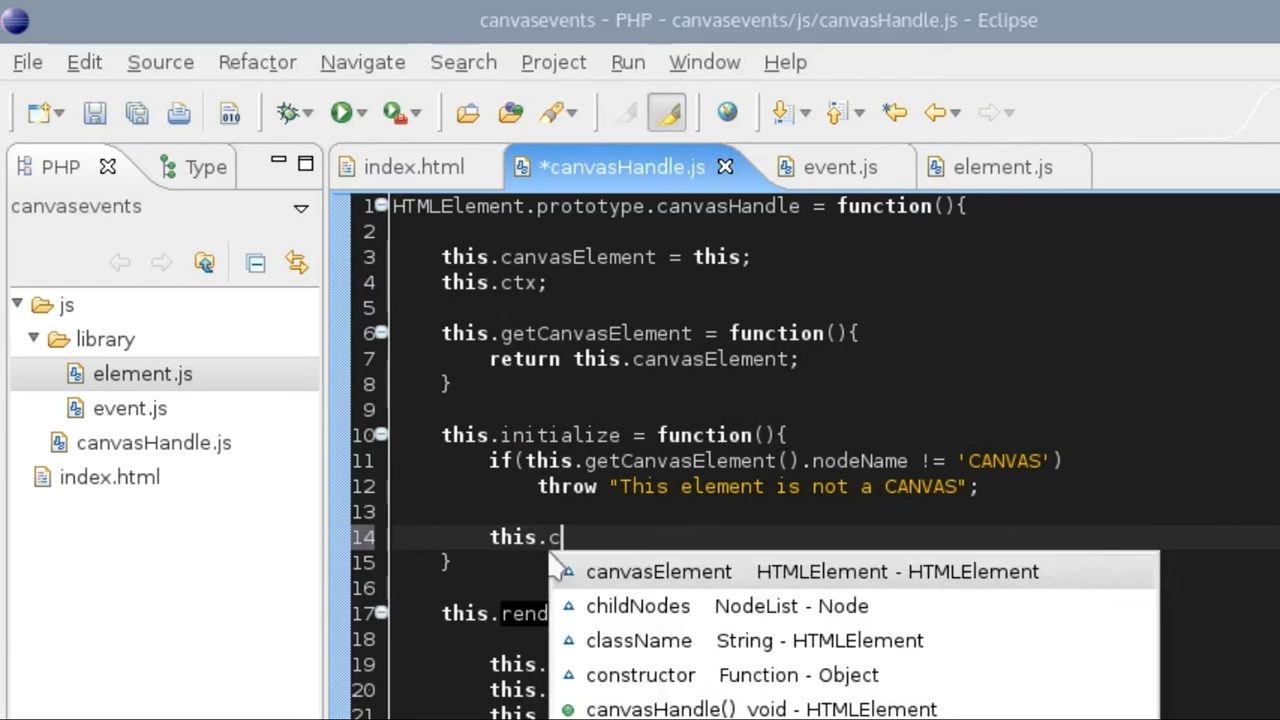 canvasevents - PHP - canvasevents/js/canvasHandle.js - Eclipse
File Edit Source Refactor Navigate Search Project Run Window Help
PHP Type index.html *canvasHandle.js event.js element.js
canvasevents
js
library
element.js
event.js
canvasHandle.js
index.html
1 HTMLElement.prototype.canvasHandle = function(){
2
3 this.canvasElement = this;
4 this.ctx;
5
6 this.getCanvasElement = function(){
7 return this.canvasElement;
8 }
9
10 this.initialize = function(){
11 if(this.getCanvasElement().nodeName != 'CANVAS')
12 throw "This element is not a CANVAS";
13
14 this.c
15 }
16
17 this.rend
18
19 this.
20 this.
21 this.
canvasElement HTMLElement - HTMLElement
childNodes NodeList - Node
className String - HTMLElement
constructor Function - Object
canvasHandle() void - HTMLElement